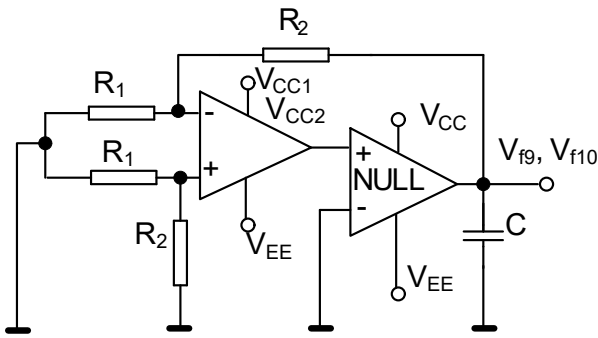 R2
R1
VCC1
VCC2
-
R1
+
VCC
Vf9, Vf10
+
NULL
-
C
R2
VEE
VEE